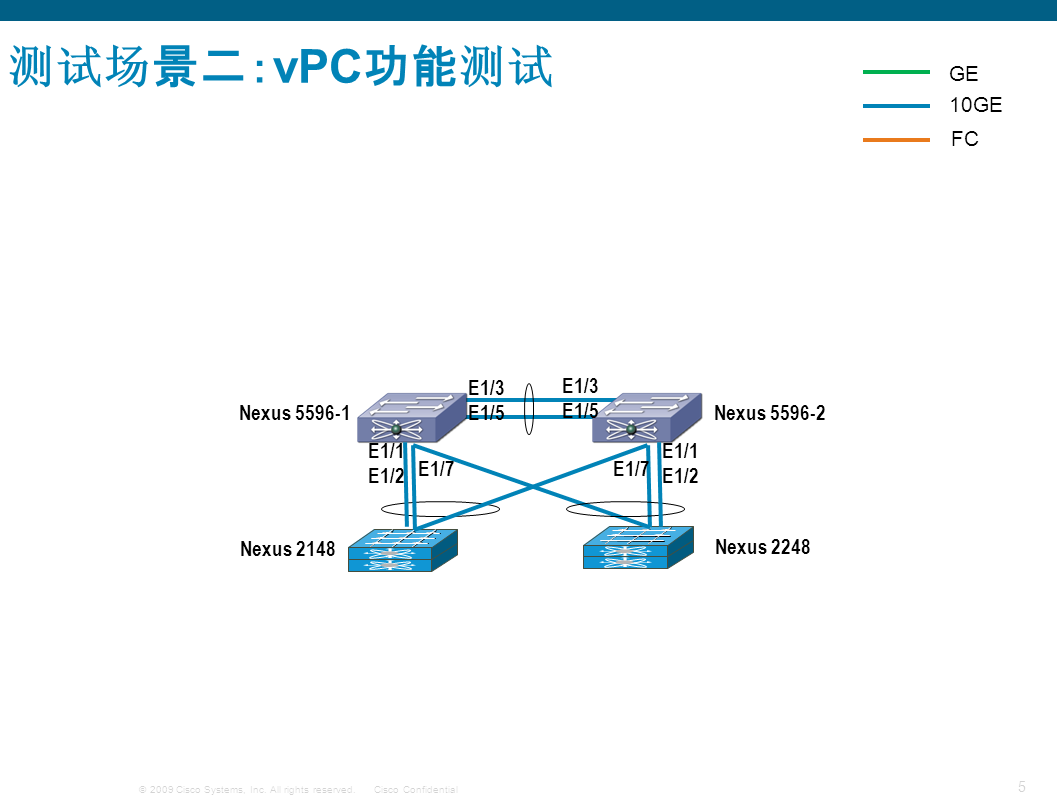 测试场景二：vPC功能测试
GE
10GE
FC
E1/3
E1/5
E1/3
E1/5
Nexus 5596-1
Nexus 5596-2
E1/1
E1/2
E1/7
E1/7
E1/1
E1/2
Nexus 2148
Nexus 2248
© 2009 Cisco Systems, Inc. All rights reserved. Cisco Confidential
5